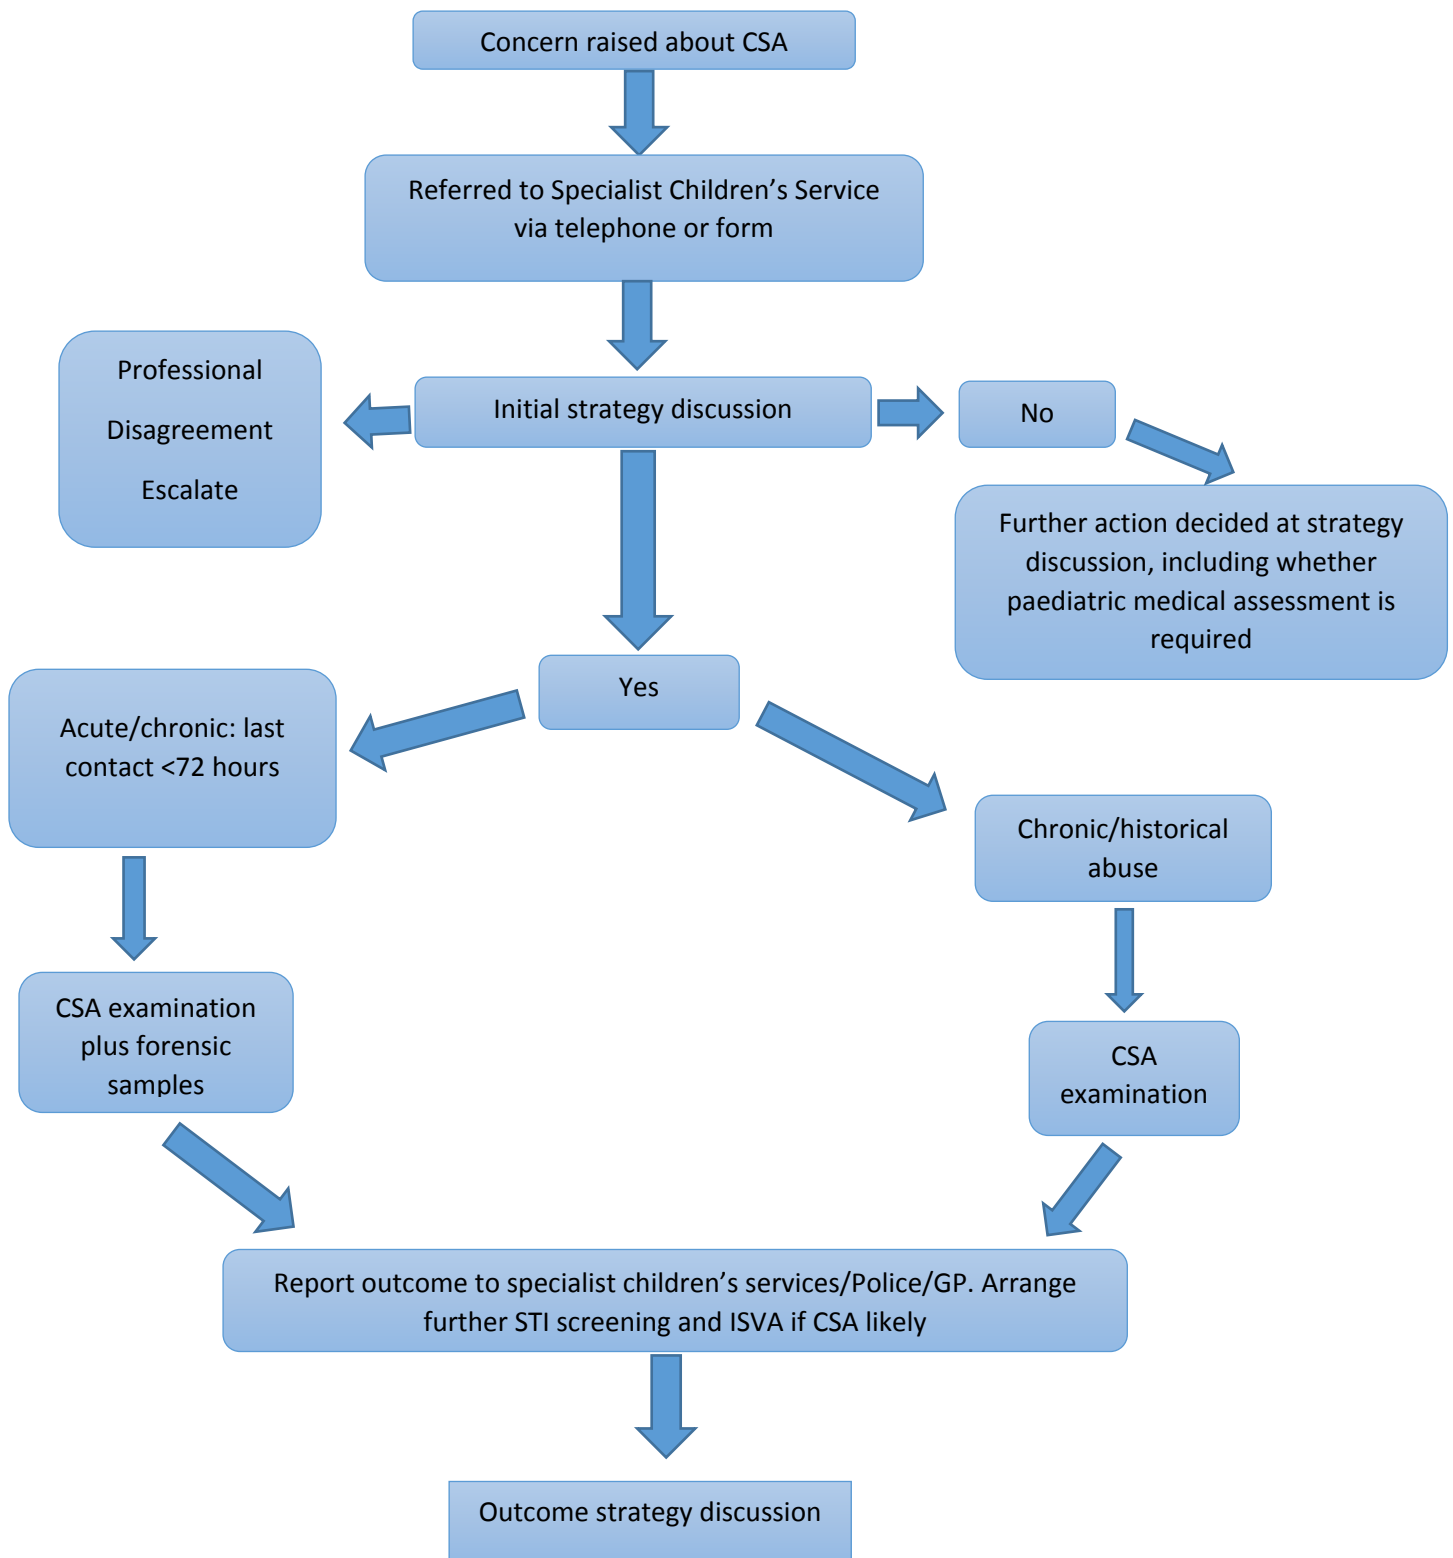 Concern raised about CSA
Referred to Specialist Children’s Service
via telephone or form
Professional
Disagreement
Escalate
Initial strategy discussion
No
Further action decided at strategy
discussion, including whether
paediatric medical assessment is
required
Yes
Acute/chronic: last
contact <72 hours
Chronic/historical
abuse
CSA examination
plus forensic
samples
CSA
examination
Report outcome to specialist children’s services/Police/GP. Arrange
further STI screening and ISVA if CSA likely
Outcome strategy discussion